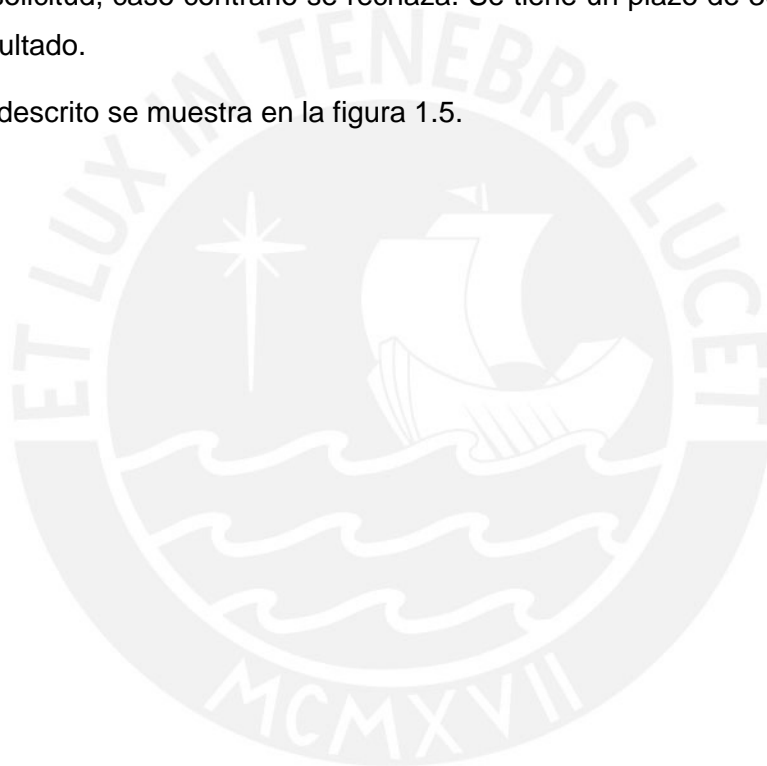 solicitud, caso contrario se rechaza. Se tiene un plazo de
ultado.
descrito se muestra en la figura 1.5.
ET LUX IN TENEBRIS LUCET
MCMXVII